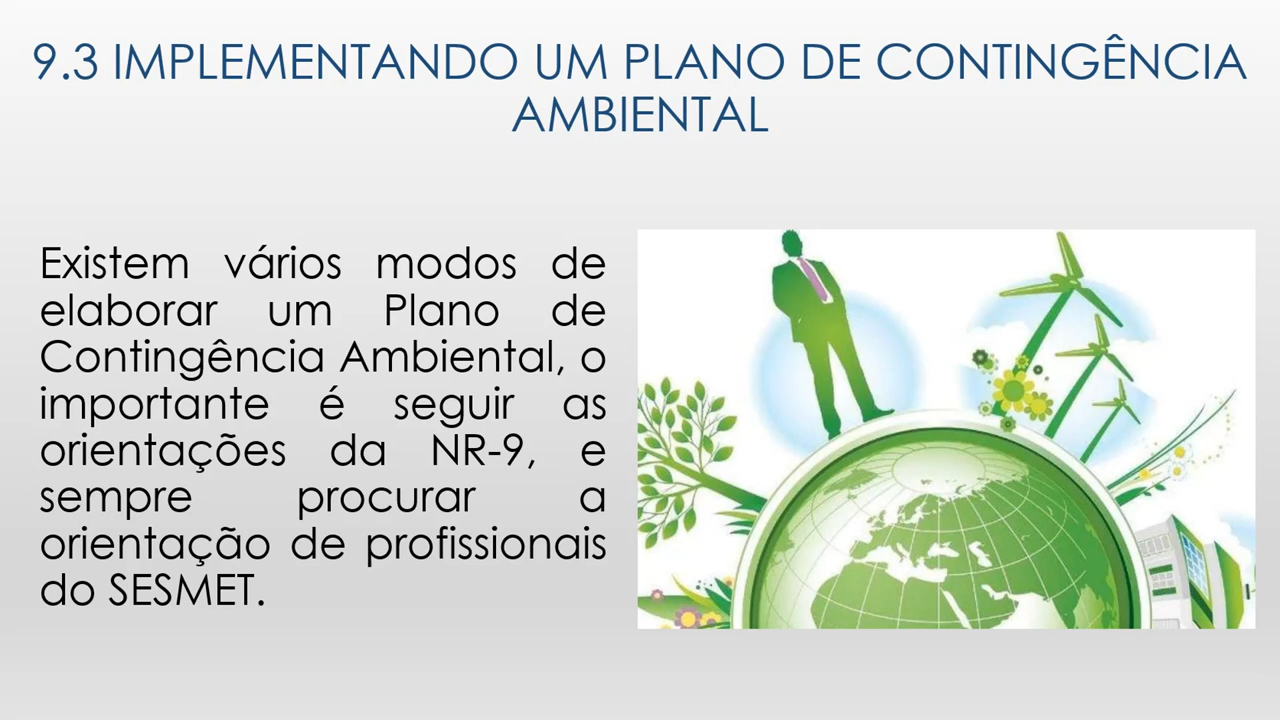 9.3 IMPLEMENTANDO UM PLANO DE CONTINGÊNCIA
AMBIENTAL
Existem vários modos de
elaborar um Plano de
Contingência Ambiental, o
importante é seguir as
orientações da NR-9, e
sempre procurar a
orientação de profissionais
do SESMET.